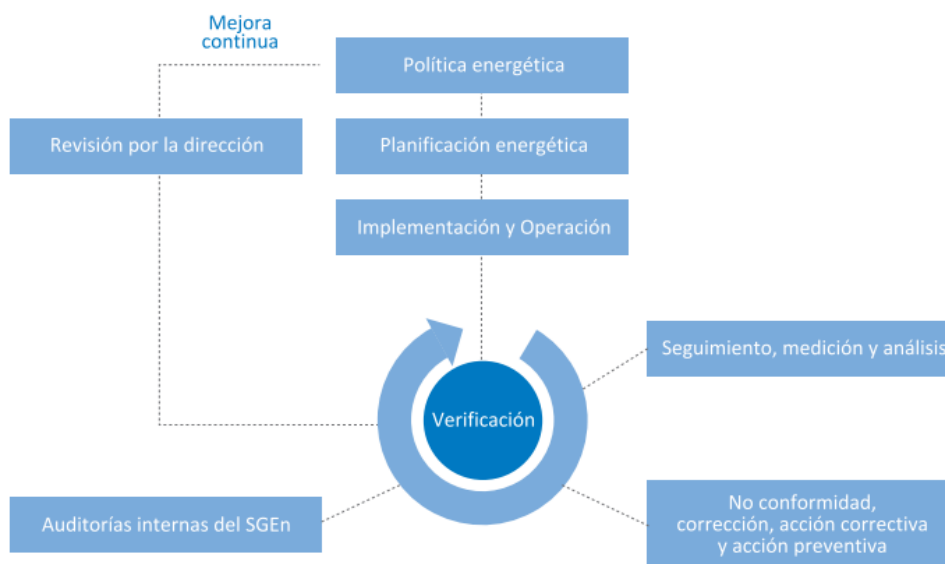 Mejora
continua
Política energética
Revisión por la dirección
Planificación energética
Implementación y Operación
Seguimiento, medición y análisis
Verificación
Auditorías internas del SGEn
No conformidad,
corrección, acción correctiva
y acción preventiva